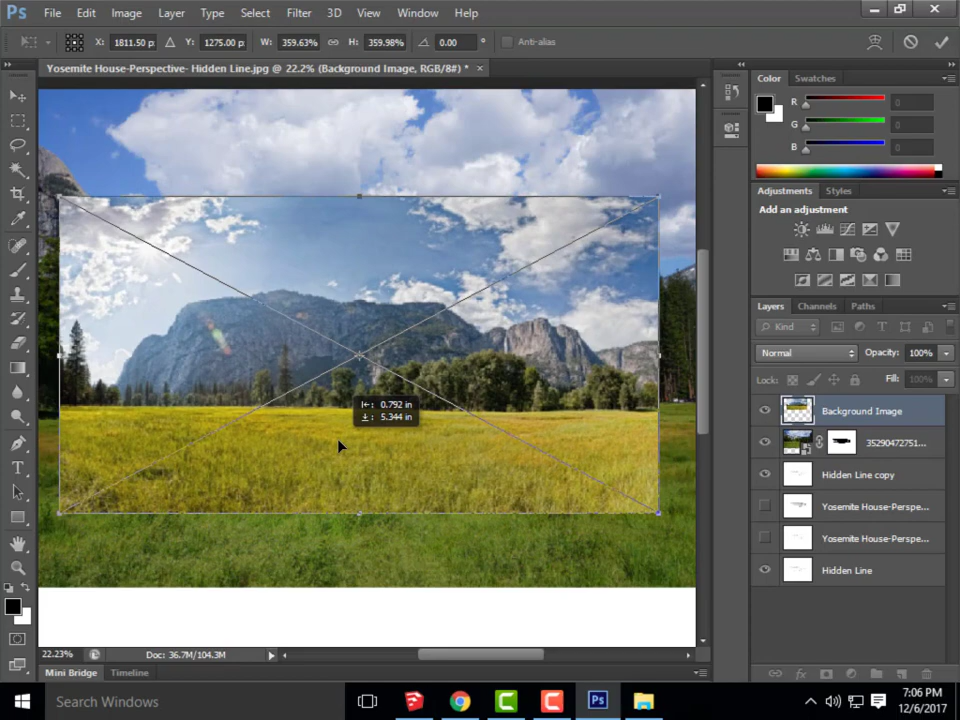 Ps File Edit Image Layer Type Select Filter 3D View Window Help
X: 1811.50 p: Y: 1275.00 p: W: 359.63% H: 359.98% 0.00 ° Anti-alias
Yosemite House-Perspective- Hidden Line.jpg @ 22.2% (Background Image, RGB/8#) * ×
Color Swatches
R 0
G 0
B 0
Adjustments Styles
Add an adjustment
Layers Channels Paths
Kind T
Normal Opacity: 100%
Lock: Fill: 100%
Background Image
35290472751...
Hidden Line copy
Yosemite House-Perspe...
Yosemite House-Perspe...
Hidden Line
0.792 in
5.344 in
T
22.23% Doc: 36.7M/104.3M
Mini Bridge Timeline
fx
Search Windows
Ps
7:06 PM
12/6/2017